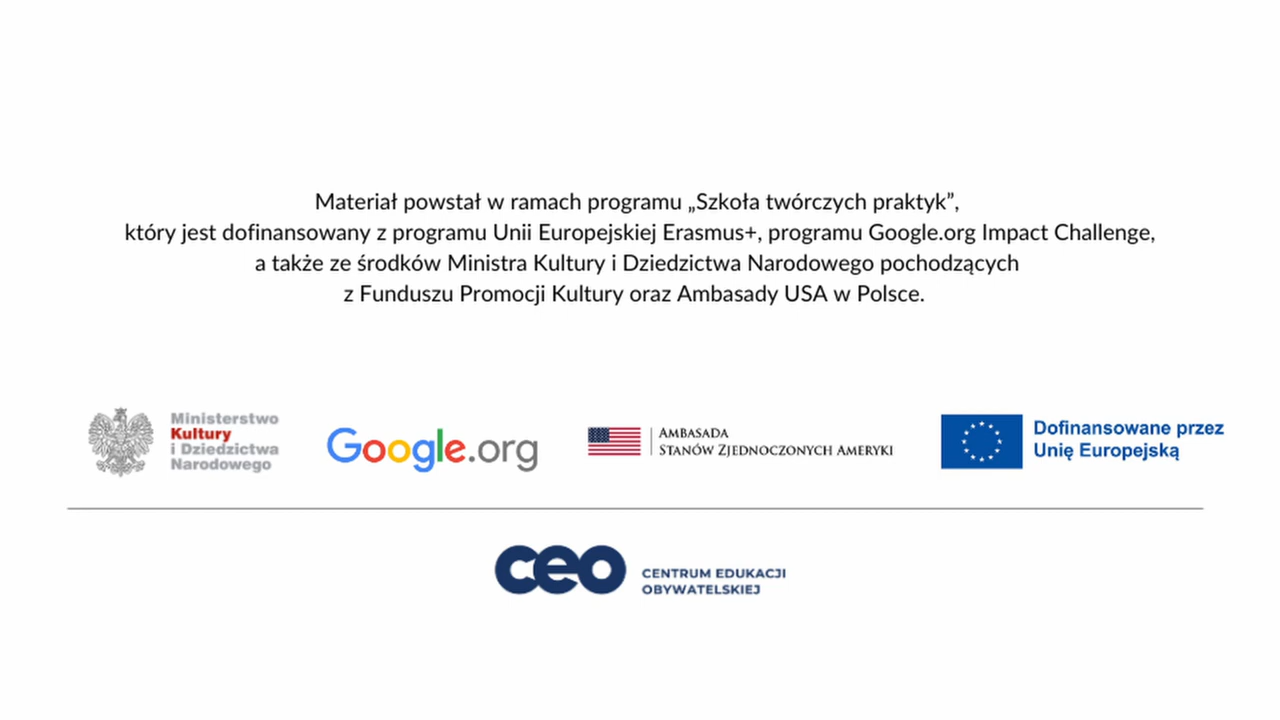 Materiał powstał w ramach programu „Szkoła twórczych praktyk”,
który jest dofinansowany z programu Unii Europejskiej Erasmus+, programu Google.org Impact Challenge,
a także ze środków Ministra Kultury i Dziedzictwa Narodowego pochodzących
z Funduszu Promocji Kultury oraz Ambasady USA w Polsce.
Ministerstwo
Kultury
i Dziedzictwa
Narodowego
Google.org
AMBASADA
STANÓW ZJEDNOCZONYCH AMERYKI
Dofinansowane przez
Unię Europejską
ceo
CENTRUM EDUKACJI
OBYWATELSKIEJ